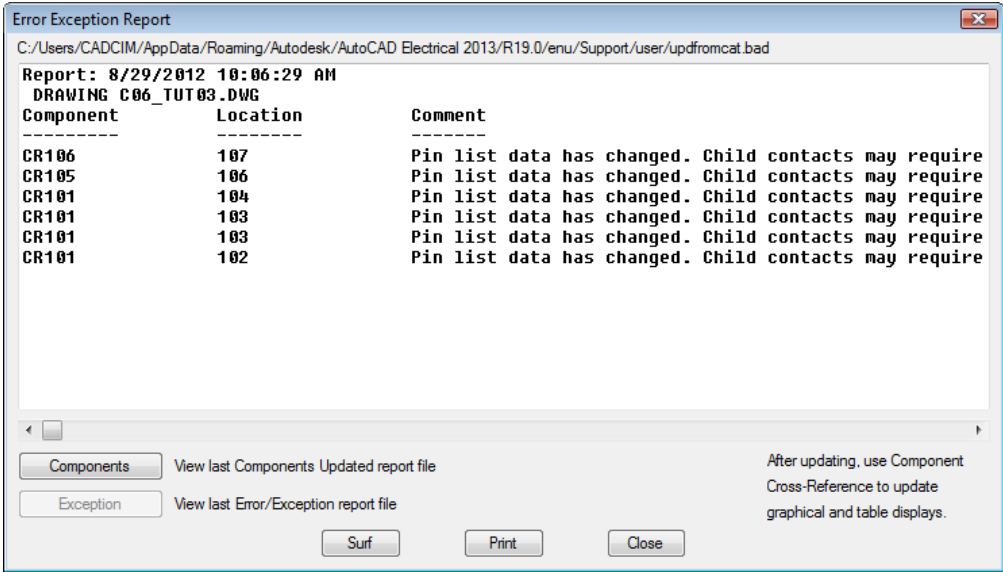 Error Exception Report
C:/Users/CADCIM/AppData/Roaming/Autodesk/AutoCAD Electrical 2013/R19.0/enu/Support/user/updfromcat.bad
Report: 8/29/2012 10:06:29 AM
DRAWING C06_TUT03.DWG
Component Location Comment
--------- -------- -------
CR106 107 Pin list data has changed. Child contacts may require
CR105 106 Pin list data has changed. Child contacts may require
CR101 104 Pin list data has changed. Child contacts may require
CR101 103 Pin list data has changed. Child contacts may require
CR101 103 Pin list data has changed. Child contacts may require
CR101 102 Pin list data has changed. Child contacts may require
Components View last Components Updated report file
Exception View last Error/Exception report file
After updating, use Component
Cross-Reference to update
graphical and table displays.
Surf Print Close